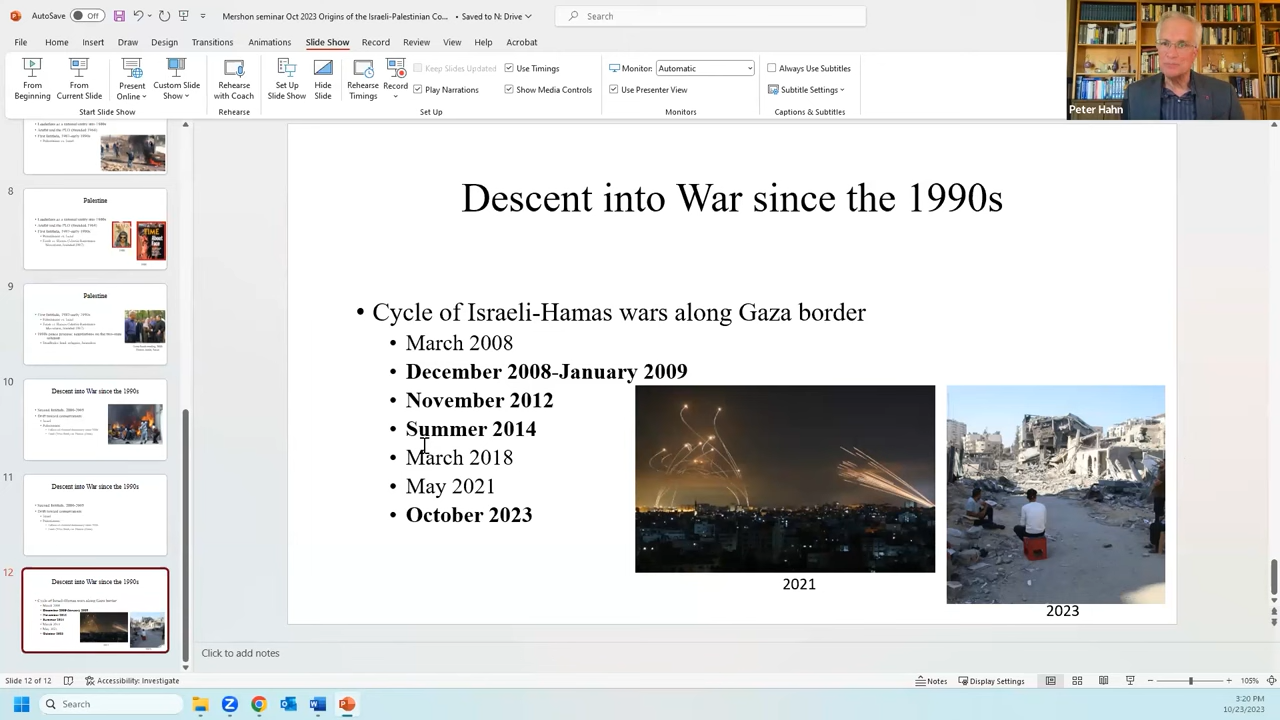 AutoSave Off Mershon seminar Oct 2023 Origins of the Israeli-Palestinian Co... • Saved to N: Drive Search
File Home Insert Draw Design Transitions Animations Slide Show Record Review View Help Acrobat
From Beginning
From Current Slide
Present Online
Custom Slide Show
Start Slide Show
Rehearse with Coach
Rehearse
Set Up Slide Show
Hide Slide
Rehearse Timings
Record
Keep Slides Updated
Play Narrations
Use Timings
Show Media Controls
Set Up
Monitor: Automatic
Use Presenter View
Monitors
Always Use Subtitles
Subtitle Settings
Captions & Subtitles
Peter Hahn
8
Palestine
9
Palestine
10
Descent into War since the 1990s
11
Descent into War since the 1990s
12
Descent into War since the 1990s
Descent into War since the 1990s
• Cycle of Israeli-Hamas wars along Gaza border
• March 2008
• December 2008-January 2009
• November 2012
• Summer 2014
• March 2018
• May 2021
• October 2023
2021
2023
Click to add notes
Slide 12 of 12 Accessibility: Investigate Notes Display Settings 105%
Search
3:20 PM
10/23/2023